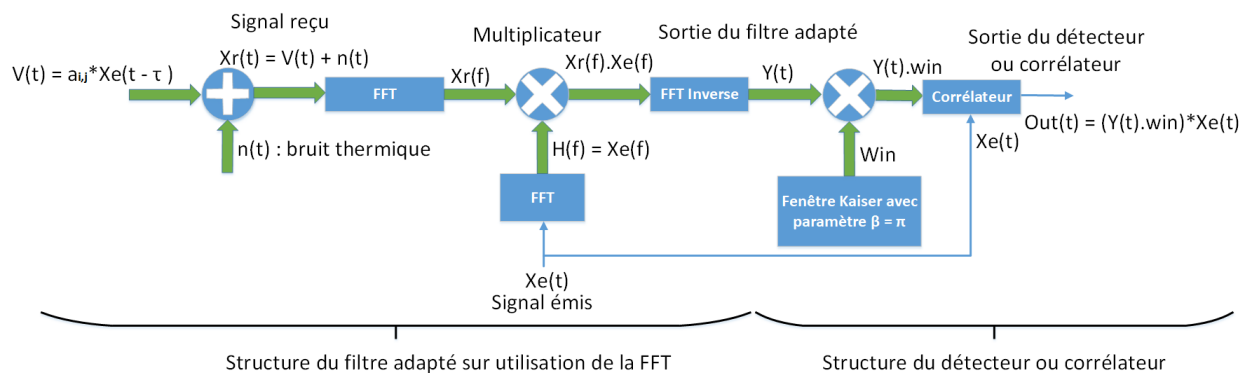 Signal reçu
V(t) = ai,j*Xe(t - τ )
Xr(t) = V(t) + n(t)
n(t) : bruit thermique
FFT
Xr(f)
Multiplicateur
Xr(f).Xe(f)
H(f) = Xe(f)
FFT
Xe(t)
Signal émis
FFT Inverse
Sortie du filtre adapté
Y(t)
Y(t).win
Win
Fenêtre Kaiser avec
paramètre β = π
Sortie du détecteur
ou corrélateur
Corrélateur
Out(t) = (Y(t).win)*Xe(t)
Xe(t)
Structure du filtre adapté sur utilisation de la FFT
Structure du détecteur ou corrélateur